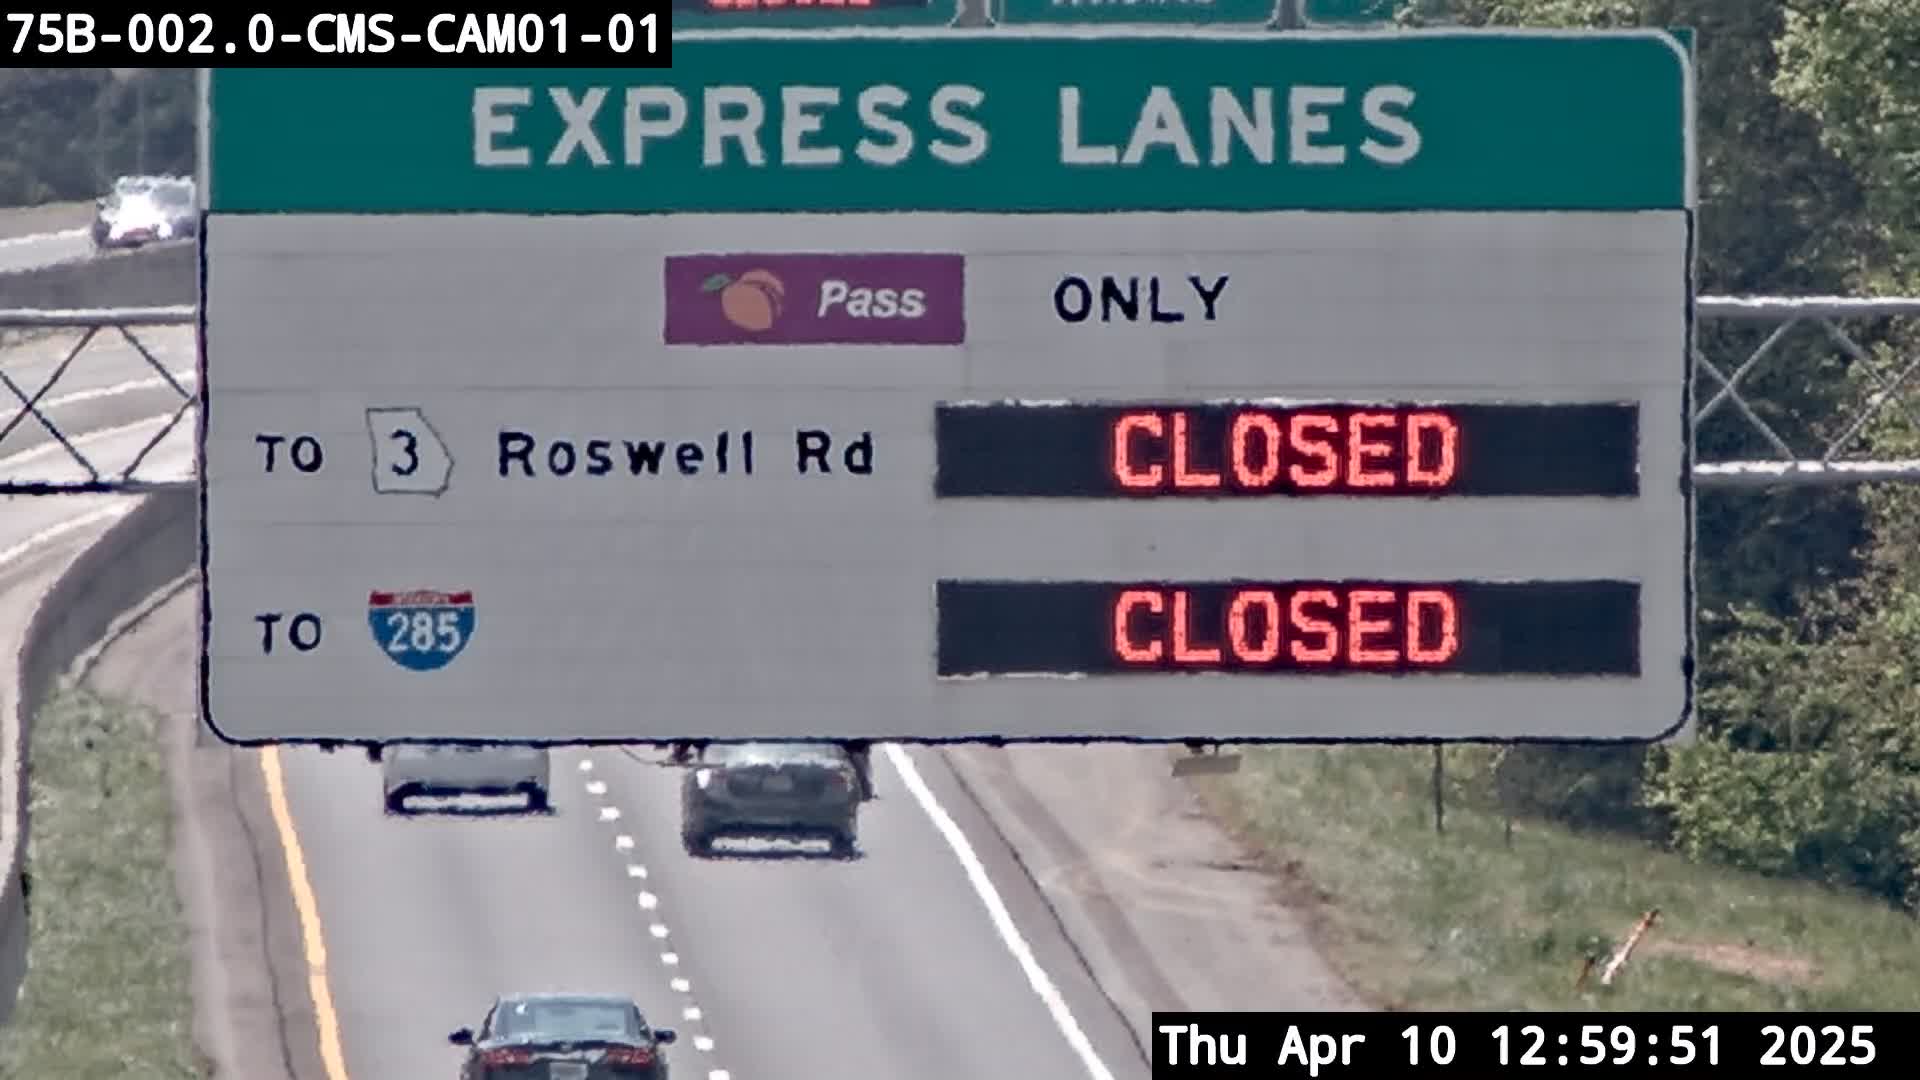 75B-002.0-CMS-CAM01-01
EXPRESS LANES
Pass ONLY
TO 3 Roswell Rd CLOSED
TO 285 CLOSED
Thu Apr 10 12:59:51 2025